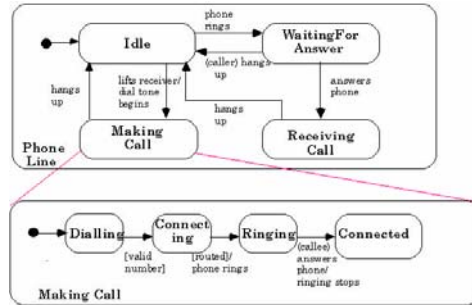 phone
rings
Idle
WaitingFor
Answer
(caller) hangs
up
hangs
up
lifts receiver/
dial tone
begins
hangs
up
answers
phone
Making
Call
Receiving
Call
Phone
Line
Dialling
Connect
ing
Ringing
Connected
[valid
number]
[routed]/
phone rings
(callee)
answers
phone/
ringing stops
Making Call